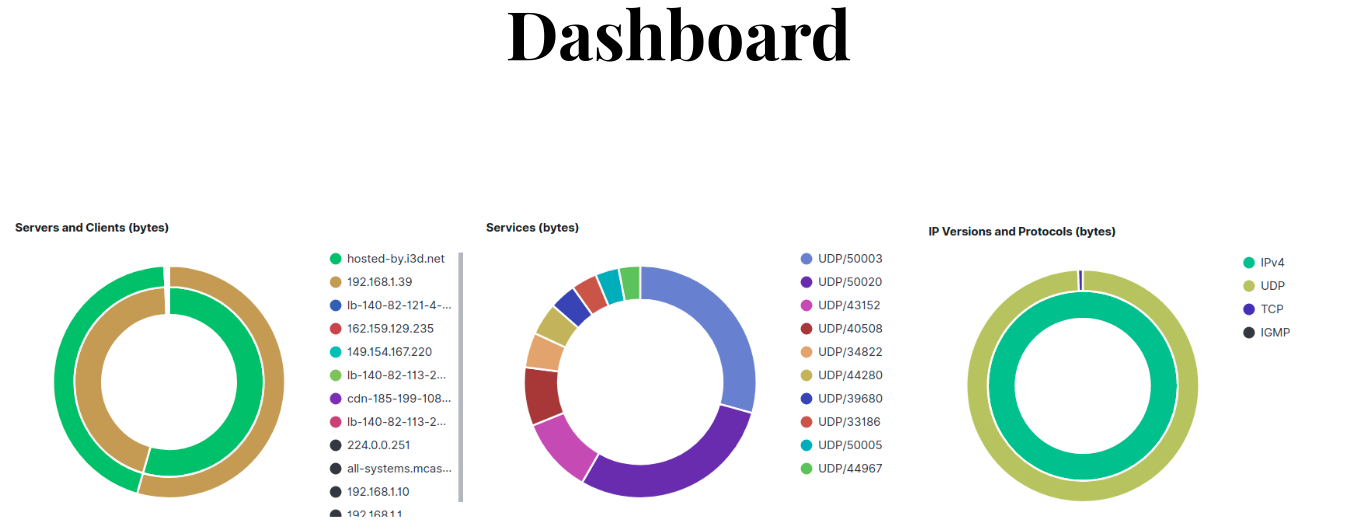 Dashboard
Servers and Clients (bytes)
hosted-by.i3d.net
192.168.1.39
lb-140-82-121-4-...
162.159.129.235
149.154.167.220
lb-140-82-113-2...
cdn-185-199-108...
lb-140-82-113-2...
224.0.0.251
all-systems.mcas...
192.168.1.10
192.168.1.1
Services (bytes)
UDP/50003
UDP/50020
UDP/43152
UDP/40508
UDP/34822
UDP/44280
UDP/39680
UDP/33186
UDP/50005
UDP/44967
IP Versions and Protocols (bytes)
IPv4
UDP
TCP
IGMP